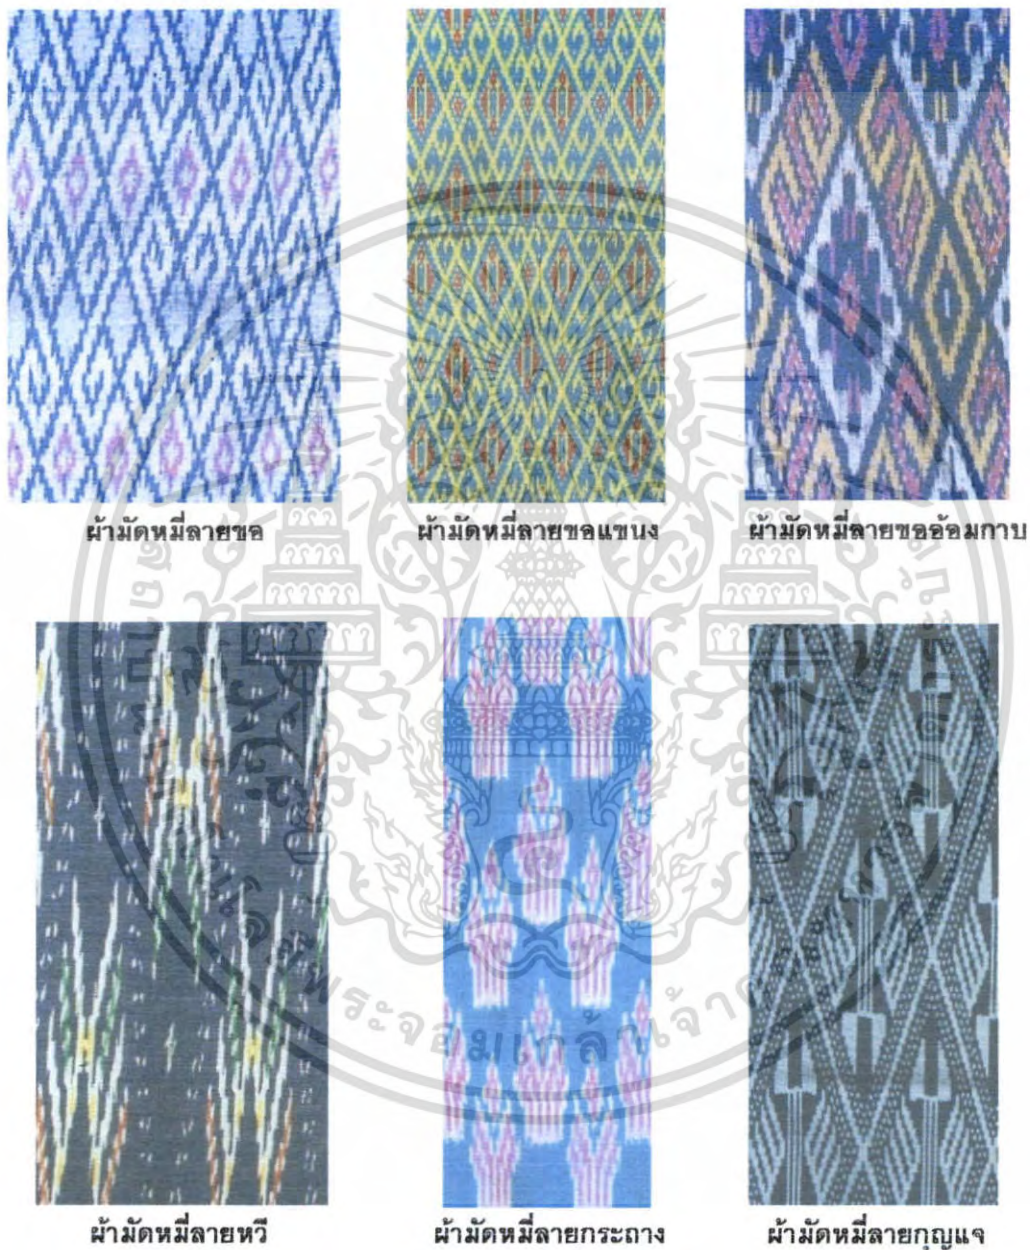 ผ้ามัดหมี่ลายขอ
ผ้ามัดหมี่ลายขอแขนง
ผ้ามัดหมี่ลายขออ้อมกาบ
ผ้ามัดหมี่ลายหวี
ผ้ามัดหมี่ลายกระถาง
ผ้ามัดหมี่ลายกุญแจ